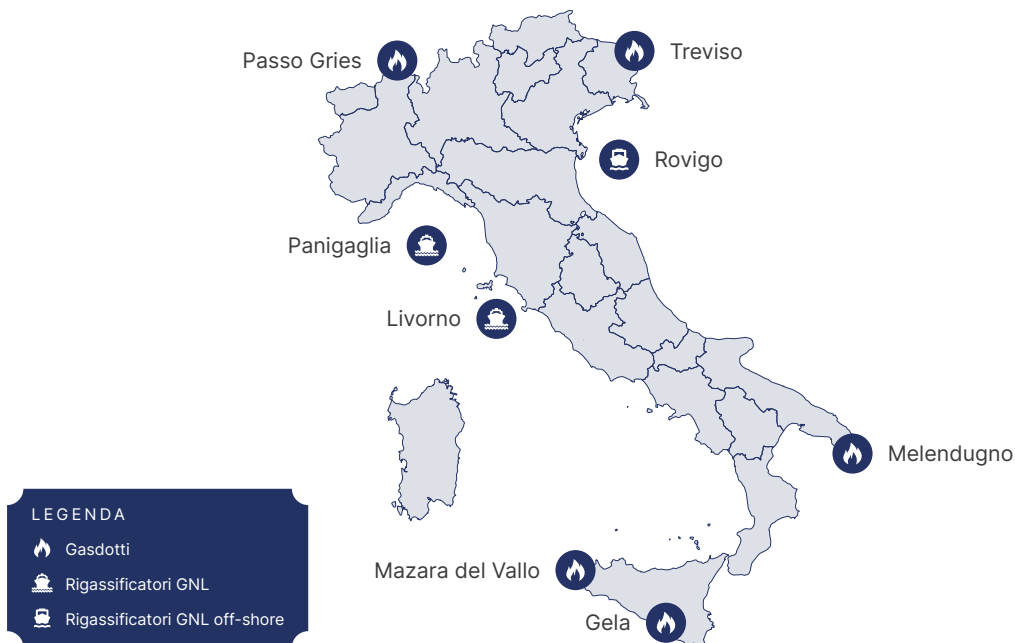 Passo Gries
Treviso
Rovigo
Panigaglia
Livorno
Melendugno
Mazara del Vallo
Gela
LEGENDA
Gasdotti
Rigassificatori GNL
Rigassificatori GNL off-shore